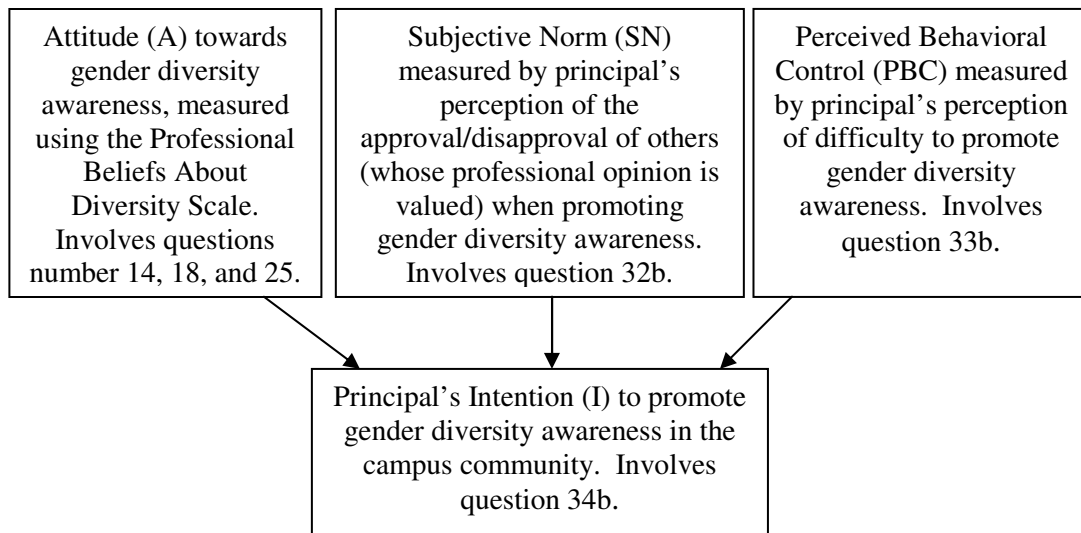 Attitude (A) towards
gender diversity
awareness, measured
using the Professional
Beliefs About
Diversity Scale.
Involves questions
number 14, 18, and 25.
Subjective Norm (SN)
measured by principal’s
perception of the
approval/disapproval of others
(whose professional opinion is
valued) when promoting
gender diversity awareness.
Involves question 32b.
Perceived Behavioral
Control (PBC) measured
by principal’s perception
of difficulty to promote
gender diversity
awareness.  Involves
question 33b.
Principal’s Intention (I) to promote
gender diversity awareness in the
campus community.  Involves
question 34b.